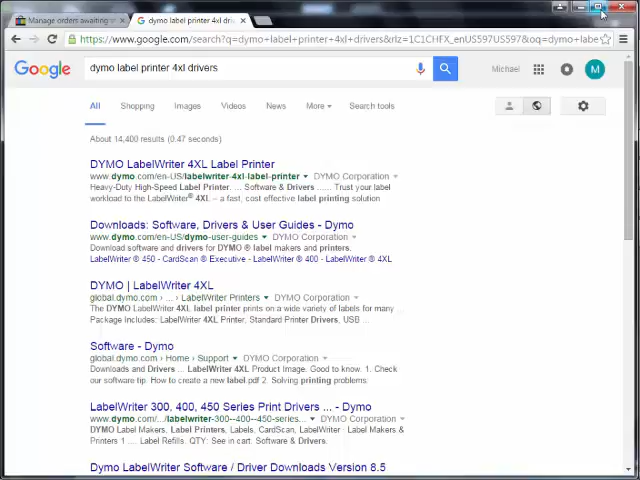 Manage orders awaiting
dymo label printer 4xl dri
https://www.google.com/search?q=dymo+label+printer+4xl+drivers&rlz=1C1CHFX_enUS597US597&oq=dymo+labe
Google
dymo label printer 4xl drivers
Michael
M
All Shopping Images Videos News More Search tools
About 14,400 results (0.47 seconds)
DYMO LabelWriter 4XL Label Printer
www.dymo.com/en-US/labelwriter-4xl-label-printer DYMO Corporation
Heavy-Duty High-Speed Label Printer. ... Software & Drivers ...... Trust your
workload to the LabelWriter® 4XL – a fast, cost effective label printing solution
Downloads: Software, Drivers & User Guides - Dymo
www.dymo.com/en-US/dymo-user-guides DYMO Corporation
Download software and drivers for DYMO ® label makers and printers.
LabelWriter ® 450 - CardScan ® Executive - LabelWriter ® 400 - LabelWriter ® 4XL
DYMO | LabelWriter 4XL
global.dymo.com › ... › LabelWriter Printers DYMO Corporation
The DYMO LabelWriter 4XL label printer prints on a wide variety of labels for many ...
Package Includes: LabelWriter 4XL Printer, Standard Printer Drivers, USB ...
Software - Dymo
global.dymo.com › Home › Support DYMO Corporation
Downloads and Drivers ... LabelWriter 4XL Product Image. Good to know. 1. Check
our software tip. How to create a new label.pdf 2. Solving printing problems
LabelWriter 300, 400, 450 Series Print Drivers ... - Dymo
www.dymo.com/.../labelwriter-300--400--450-series... DYMO Corporation
Label Makers, Label Printers, Labels, CardScan, LabelWriter - Label Makers &
Printers 1 ... Label Refills. QTY: See in cart. Software & Drivers.
DYMO LabelWriter Software / Driver Downloads Version 8.5